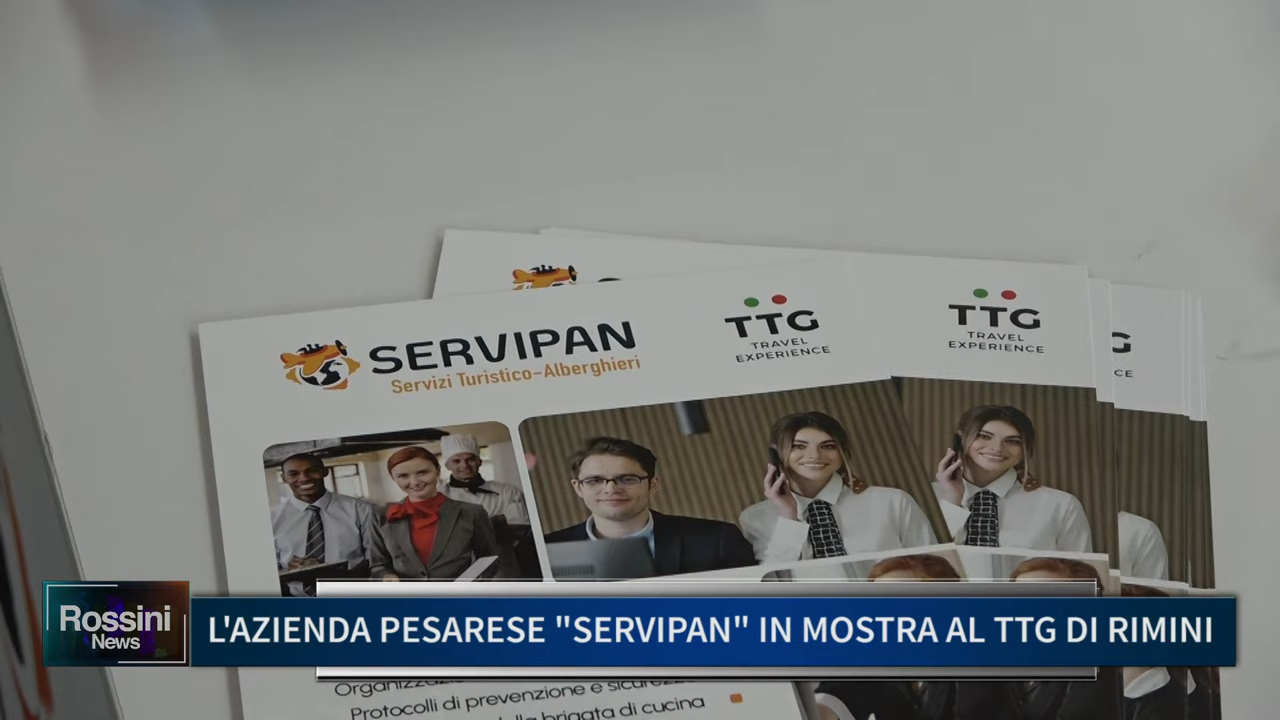 SERVIPAN
Servizi Turistico-Alberghieri
TTG
TRAVEL
EXPERIENCE
TTG
TRAVEL
EXPERIENCE
G
CE
Rossini
News
L'AZIENDA PESARESE "SERVIPAN" IN MOSTRA AL TTG DI RIMINI
Protocolli di prevenzione e sicurezza
brigata di cucina